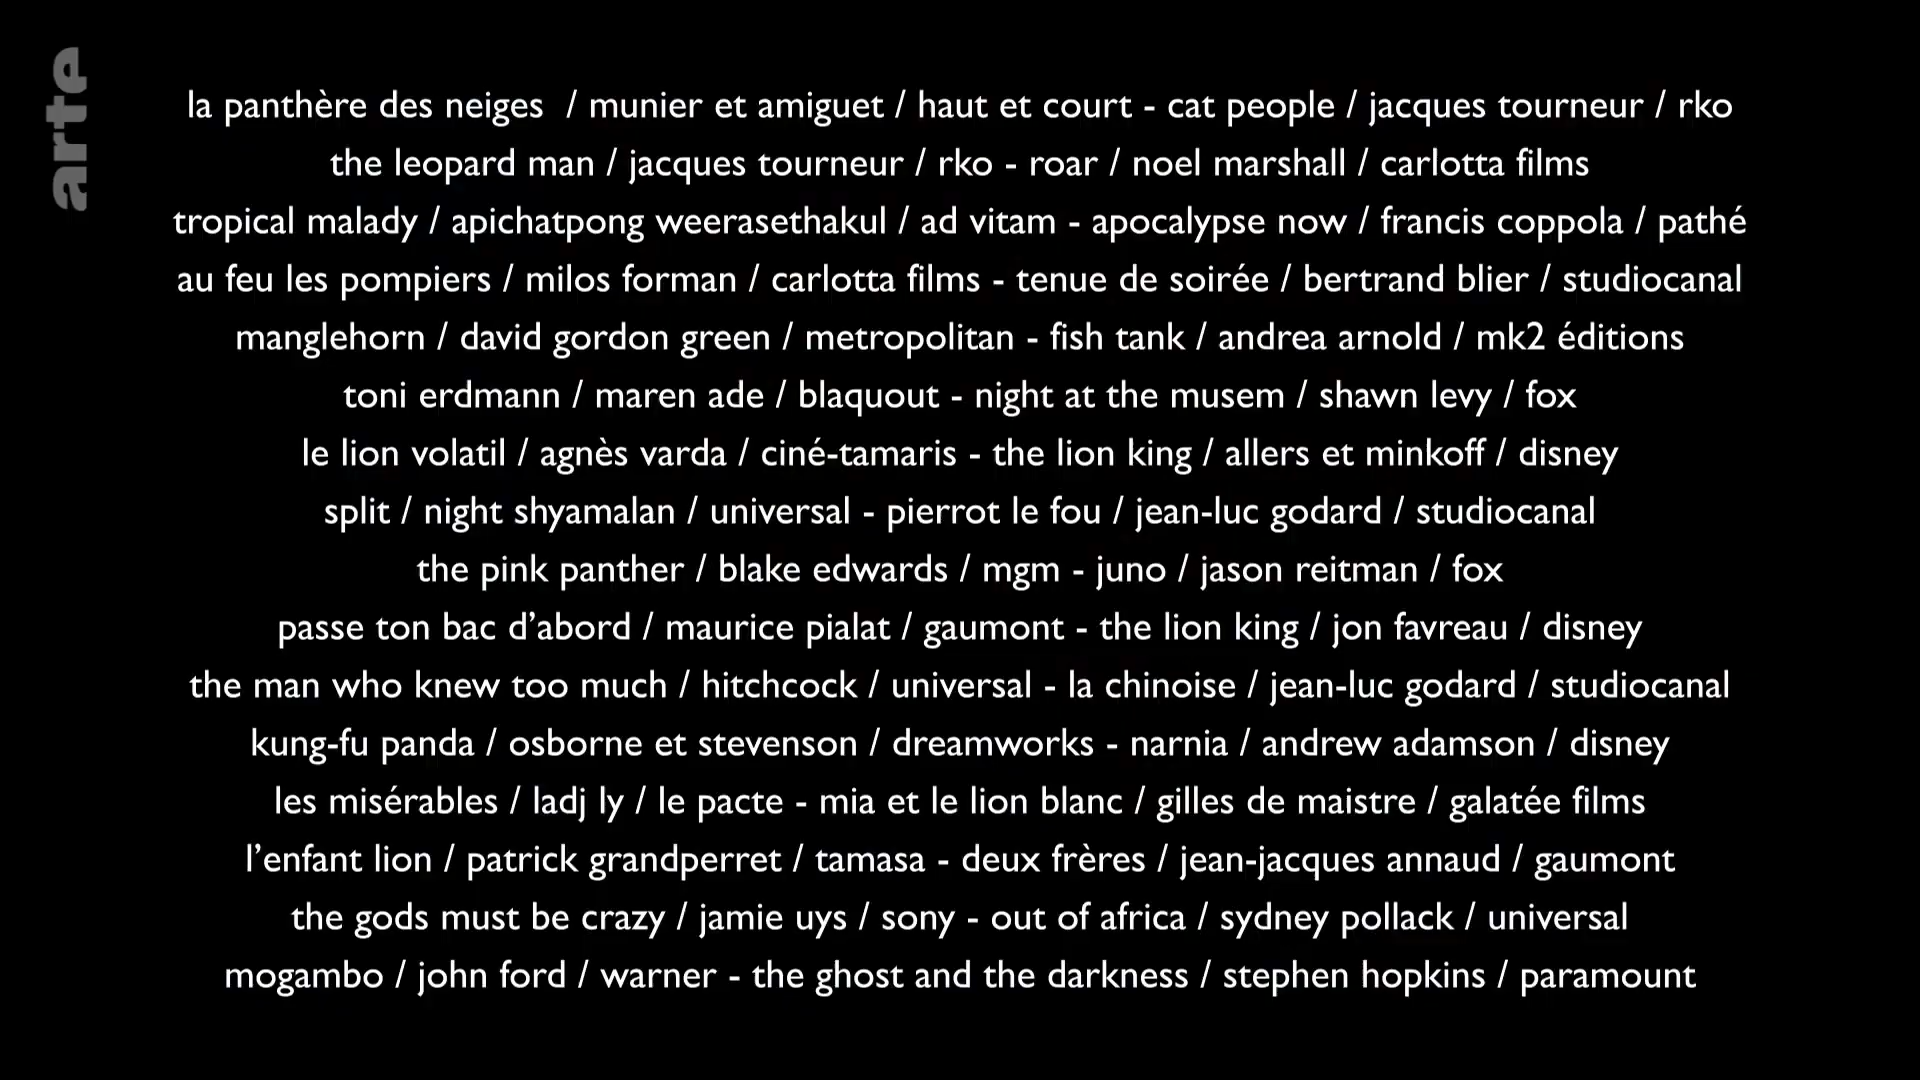 arte
la panthère des neiges / munier et amiguet / haut et court - cat people / jacques tourneur / rko
the leopard man / jacques tourneur / rko - roar / noel marshall / carlotta films
tropical malady / apichatpong weerasethakul / ad vitam - apocalypse now / francis coppola / pathé
au feu les pompiers / milos forman / carlotta films - tenue de soirée / bertrand blier / studiocanal
manglehorn / david gordon green / metropolitan - fish tank / andrea arnold / mk2 éditions
toni erdmann / maren ade / blaquout - night at the musem / shawn levy / fox
le lion volatil / agnès varda / ciné-tamaris - the lion king / allers et minkoff / disney
split / night shyamalan / universal - pierrot le fou / jean-luc godard / studiocanal
the pink panther / blake edwards / mgm - juno / jason reitman / fox
passe ton bac d’abord / maurice pialat / gaumont - the lion king / jon favreau / disney
the man who knew too much / hitchcock / universal - la chinoise / jean-luc godard / studiocanal
kung-fu panda / osborne et stevenson / dreamworks - narnia / andrew adamson / disney
les misérables / ladj ly / le pacte - mia et le lion blanc / gilles de maistre / galatée films
l’enfant lion / patrick grandperret / tamasa - deux frères / jean-jacques annaud / gaumont
the gods must be crazy / jamie uys / sony - out of africa / sydney pollack / universal
mogambo / john ford / warner - the ghost and the darkness / stephen hopkins / paramount